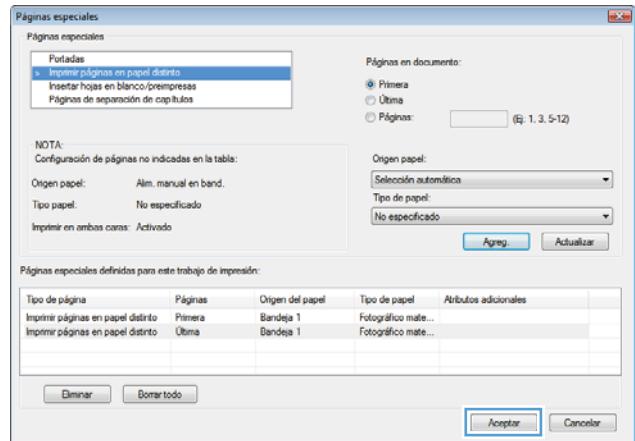 Páginas especiales
Páginas especiales
Portadas
» Imprimir páginas en papel distinto
Insertar hojas en blanco/preimpresas
Páginas de separación de capítulos
Páginas en documento:
Primera
Última
Páginas: (Ej: 1, 3, 5-12)
NOTA:
Configuración de páginas no indicadas en la tabla:
Origen papel: Alim. manual en band.
Tipo papel: No especificado
Imprimir en ambas caras: Activado
Origen papel:
Selección automática
Tipo de papel:
No especificado
Agreg. Actualizar
Páginas especiales definidas para este trabajo de impresión:
Tipo de página Páginas Origen del papel Tipo de papel Atributos adicionales
Imprimir páginas en papel distinto Primera Bandeja 1 Fotográfico mate...
Imprimir páginas en papel distinto Última Bandeja 1 Fotográfico mate...
Eliminar Borrar todo
Aceptar Cancelar